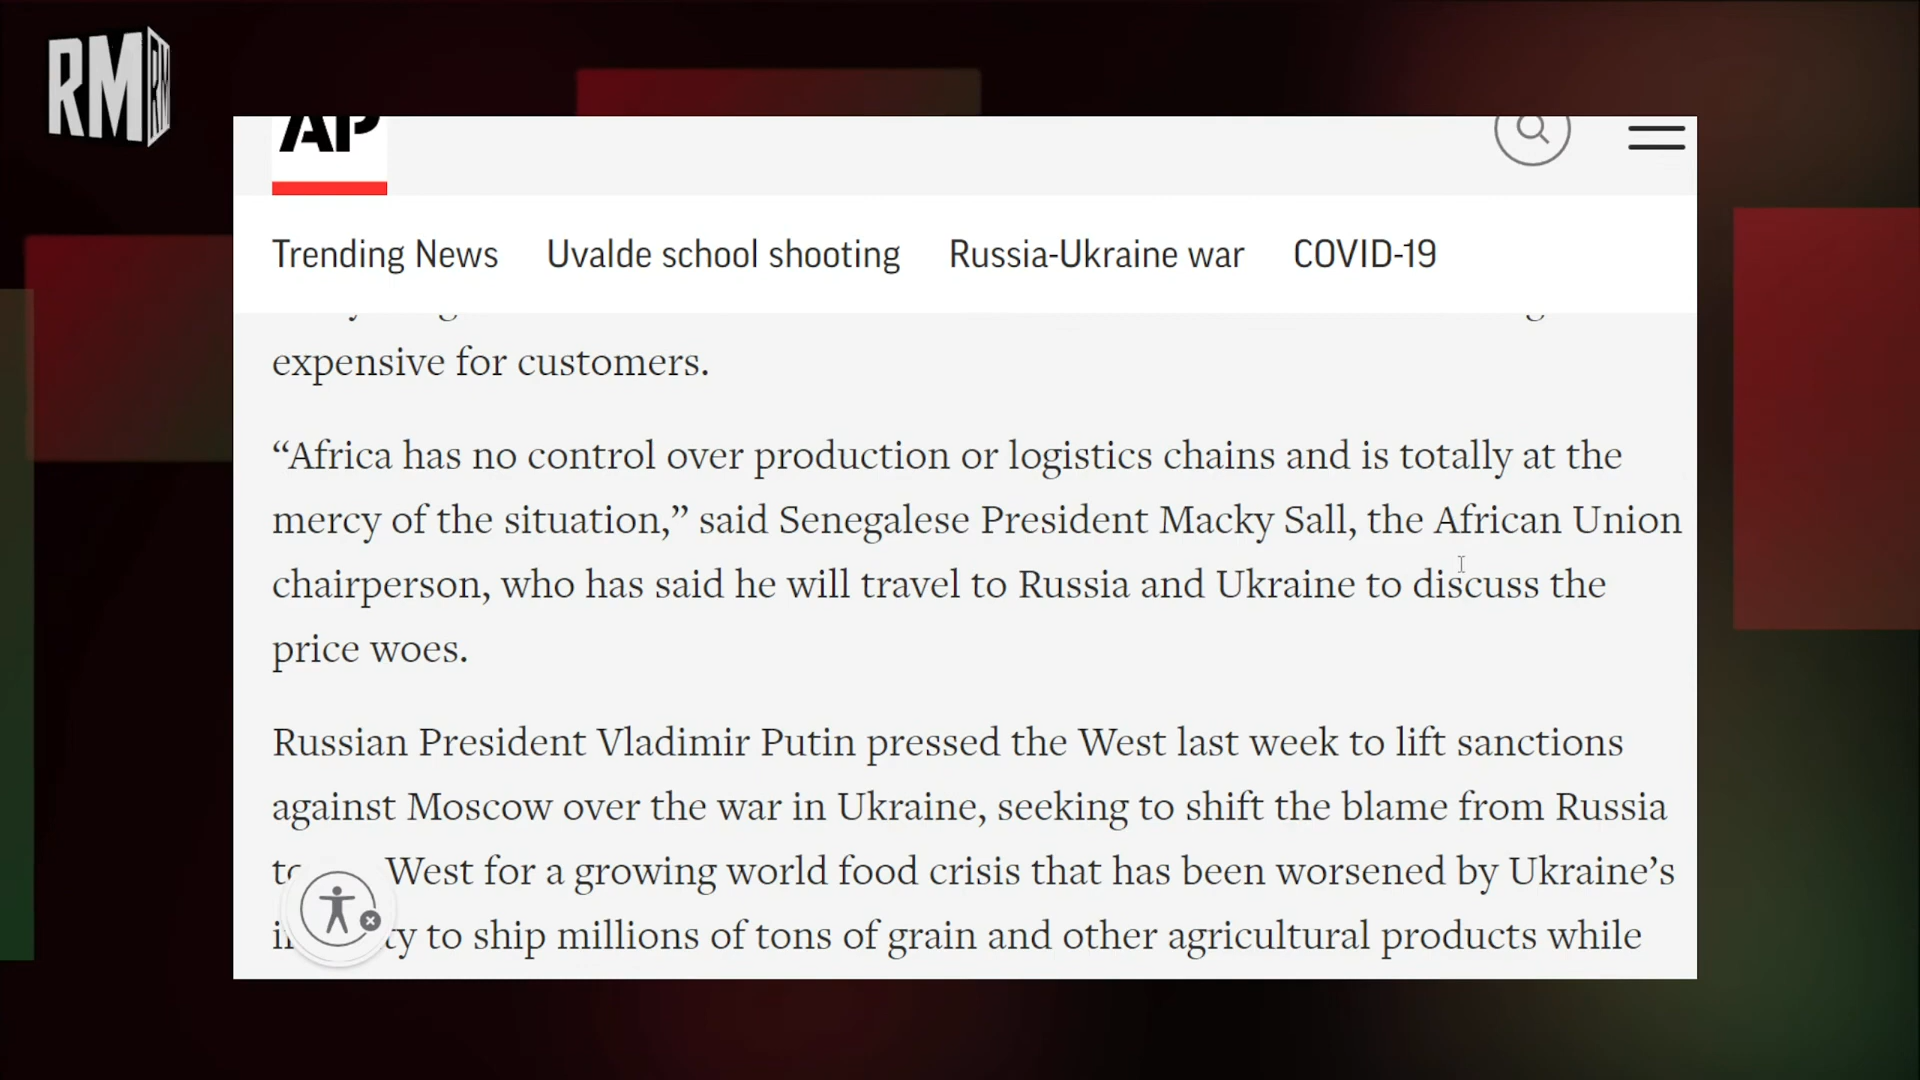 RM RM
AP
Trending News Uvalde school shooting Russia-Ukraine war COVID-19
expensive for customers.
“Africa has no control over production or logistics chains and is totally at the
mercy of the situation,” said Senegalese President Macky Sall, the African Union
chairperson, who has said he will travel to Russia and Ukraine to discuss the
price woes.
Russian President Vladimir Putin pressed the West last week to lift sanctions
against Moscow over the war in Ukraine, seeking to shift the blame from Russia
West for a growing world food crisis that has been worsened by Ukraine’s
to ship millions of tons of grain and other agricultural products while